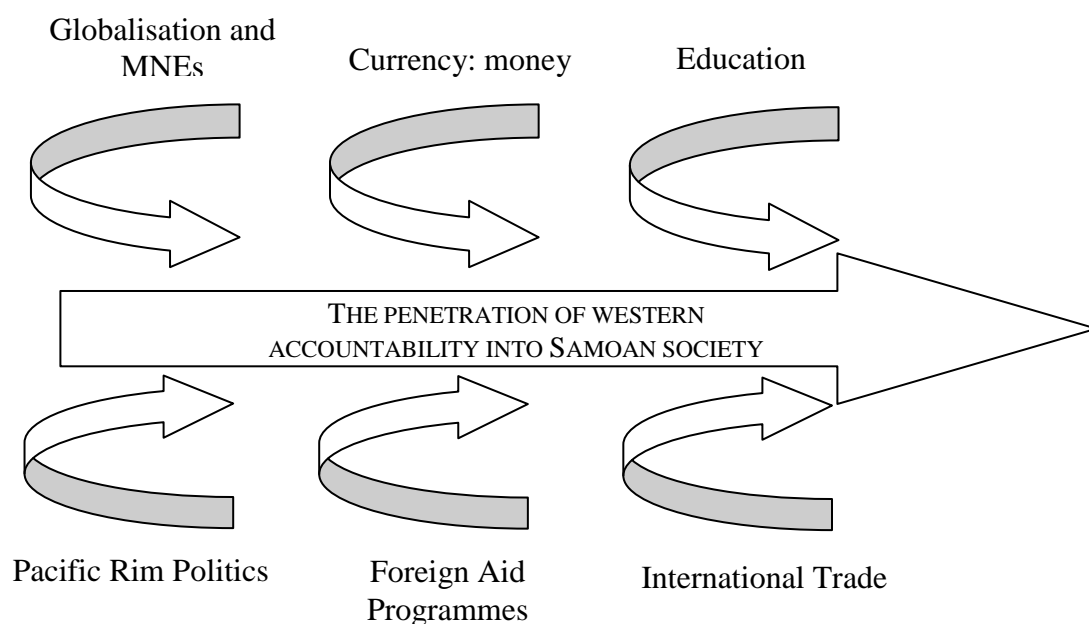 Globalisation and
MNEs
Currency: money
Education
THE PENETRATION OF WESTERN
ACCOUNTABILITY INTO SAMOAN SOCIETY
Pacific Rim Politics
Foreign Aid
Programmes
International Trade